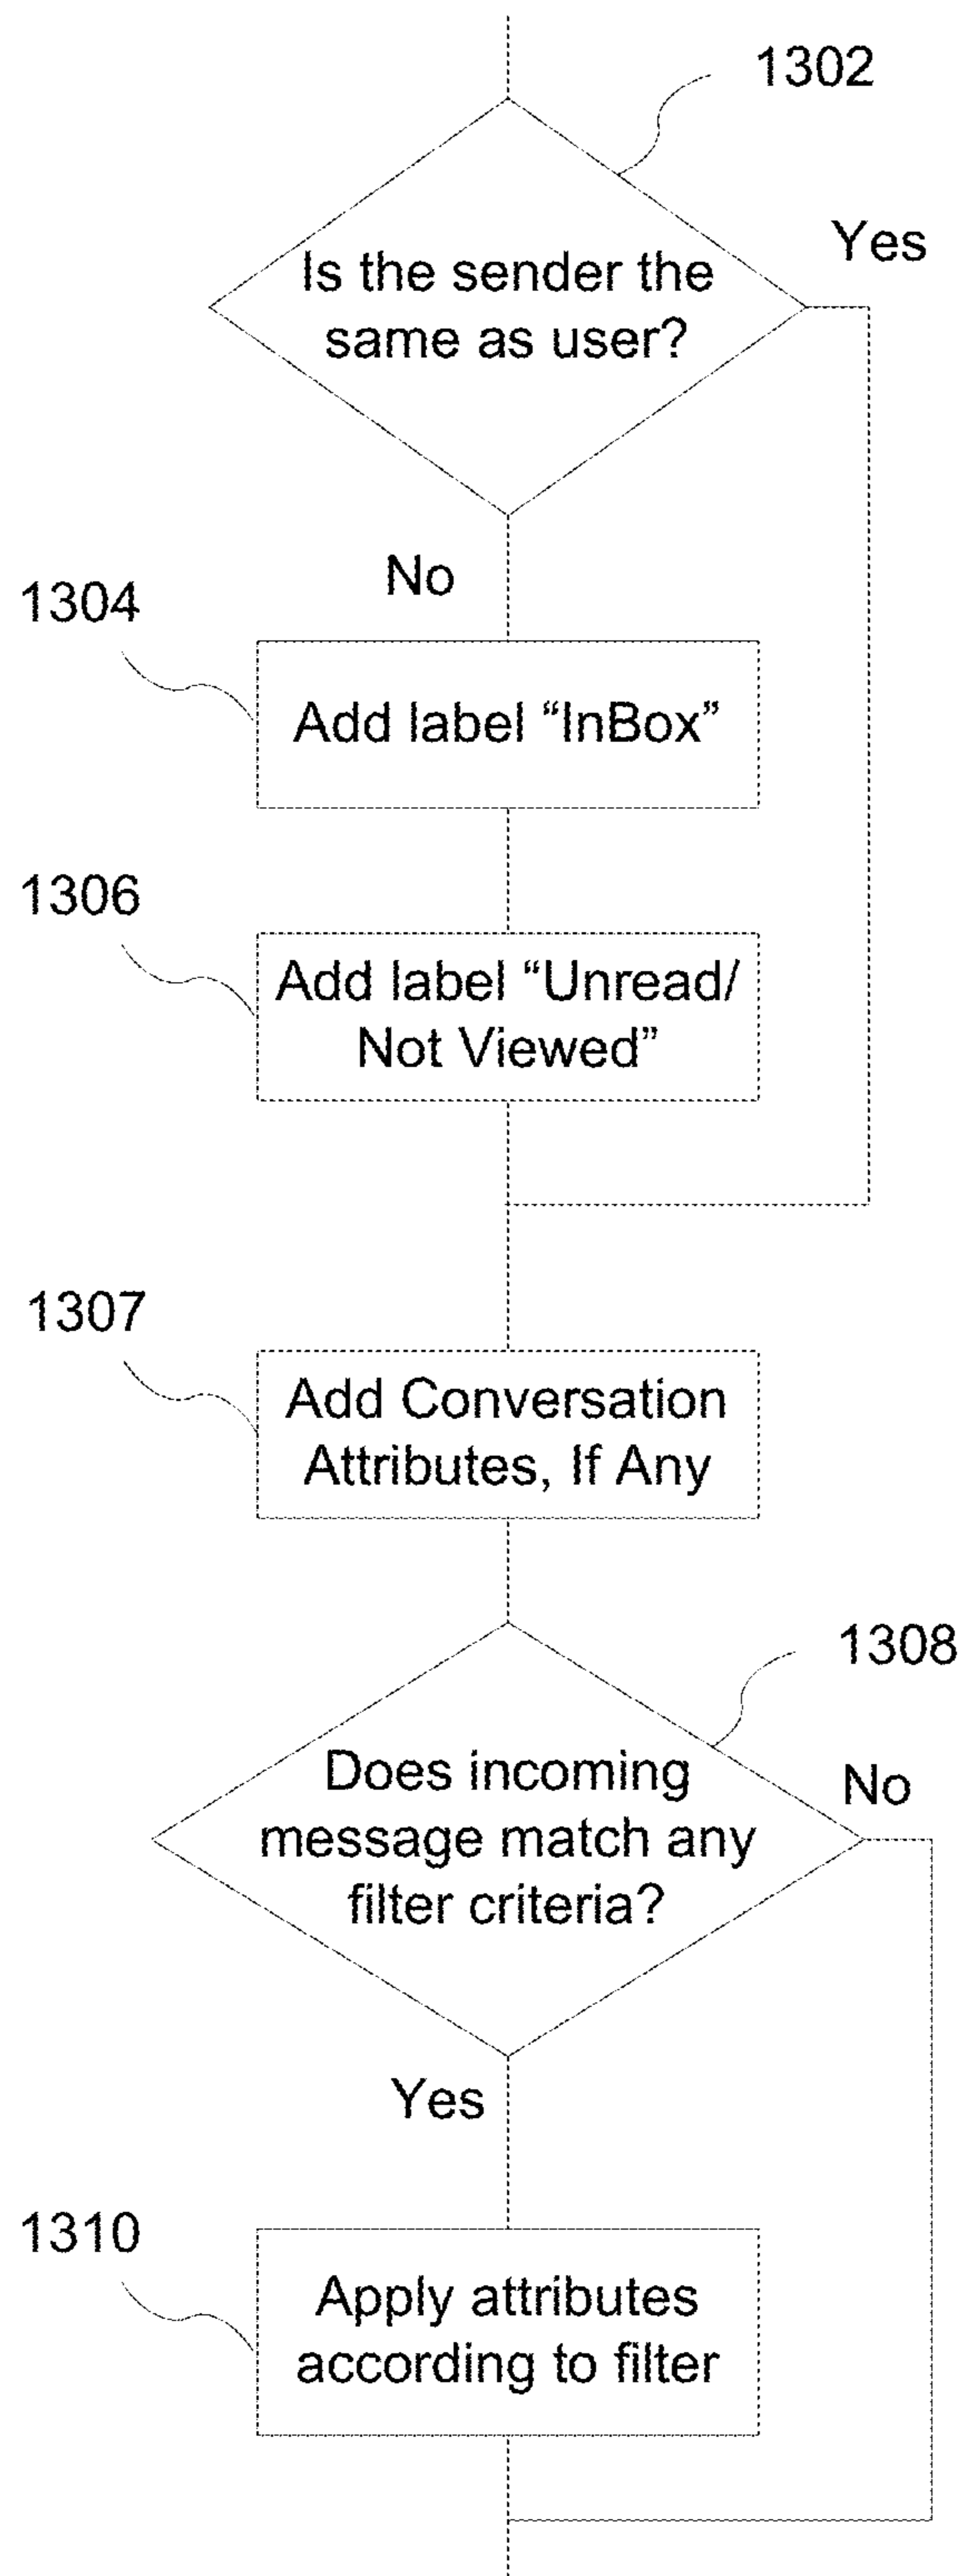 1302
Yes
Is the sender the
same as user?
No
1304
Add label “InBox”
1306
Add label “Unread/
Not Viewed”
1307
Add Conversation
Attributes, If Any
1308
No
Does incoming
message match any
filter criteria?
Yes
1310
Apply attributes
according to filter